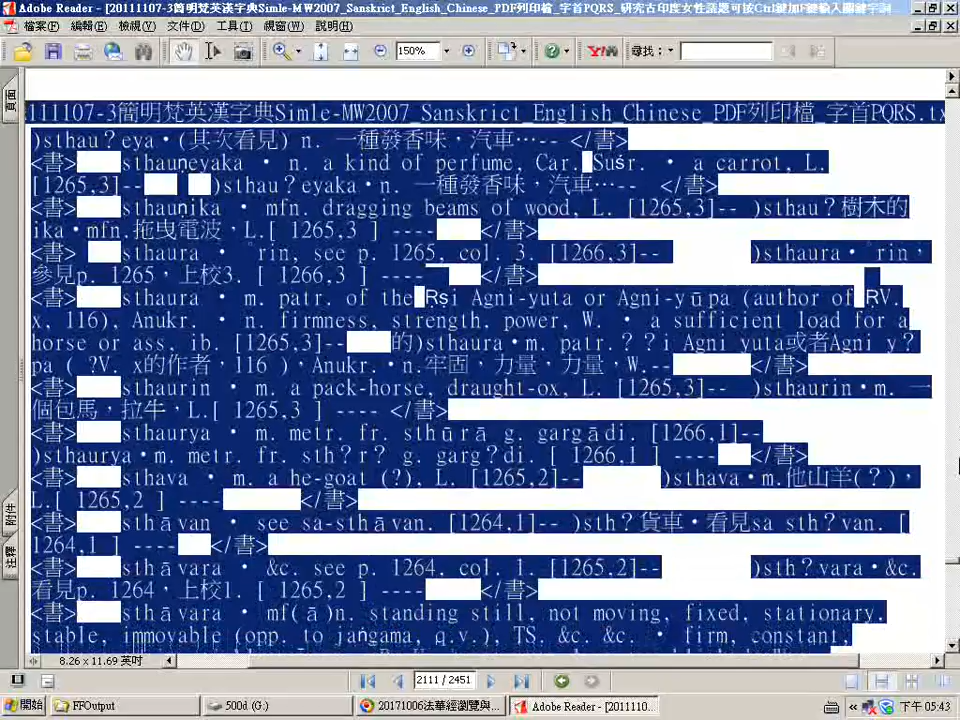 Adobe Reader - [20111107-3簡明梵英漢字典Simle-MW2007_Sanskrict_English_Chinese_PDF列印檔_字首PQRS_研究古印度女性議題可按Ctrl鍵加F鍵輸入關鍵字詞
檔案(F) 編輯(E) 檢視(V) 文件(D) 工具(T) 視窗(W) 說明(H)
150% Y! 尋找:
頁面
111107-3簡明梵英漢字典Simle-MW2007_Sanskrict_English_Chinese_PDF列印檔_字首PQRS.tx
)sthau?eya•(其次看見) n. 一種發香味,汽車…-- </書>
<書> sthauṇeyaka • n. a kind of perfume, Car. Suśr. • a carrot, L.
[1265,3]-- )sthau?eyaka•n. 一種發香味,汽車…-- </書>
<書> sthauṇika • mfn. dragging beams of wood, L. [1265,3]-- )sthau?樹木的
ika•mfn.拖曳電波,L.[ 1265,3 ] ---- </書>
<書> sthaura •  ゚rin, see p. 1265, col. 3. [1266,3]-- )sthaura• ゚rin,
參見p. 1265,上校3. [ 1266,3 ] ---- </書>
<書> sthaura • m. patr. of the Ṛṣi Agni-yuta or Agni-yūpa (author of RV.
x, 116), Anukr. • n. firmness, strength, power, W. • a sufficient load for a
horse or ass, ib. [1265,3]-- 的)sthaura•m. patr.??i Agni yuta或者Agni y?
pa ( ?V. x的作者,116 ),Anukr.•n.牢固,力量,力量,W.-- </書>
<書> sthaurin • m. a pack-horse, draught-ox, L. [1265,3]-- )sthaurin•m. 一
個包馬,拉牛,L.[ 1265,3 ] ---- </書>
<書> sthaurya • m. metr. fr. sthūrā g. gargādi. [1266,1]--
)sthaurya•m. metr. fr. sth?r? g. garg?di. [ 1266,1 ] ---- </書>
<書> sthava • m. a he-goat (?), L. [1265,2]-- )sthava•m.他山羊(?),
L.[ 1265,2 ] ---- </書>
<書> sthāvan • see sa-sthāvan. [1264,1]-- )sth?貨車•看見sa sth?van. [
1264,1 ] ---- </書>
<書> sthāvara • &c. see p. 1264, col. 1. [1265,2]-- )sth?vara•&c.
看見p. 1264,上校1. [ 1265,2 ] ---- </書>
<書> sthāvara • mf(ā)n. standing still, not moving, fixed, stationary,
stable, immovable (opp. to jaṅgama, q.v.), TS. &c. &c. • firm, constant,
附件
注釋
8.26 x 11.69 英吋
2111 / 2451
開始 FFOutput 500d (G:) 20171006法華經瀏覽與... Adobe Reader - [2011110... 下午 05:43